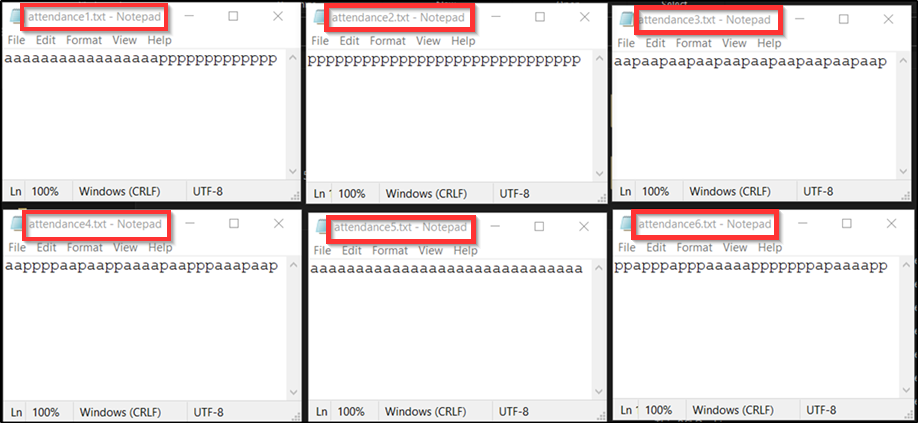 attendance1.txt - Notepad
File Edit Format View Help
aaaaaaaaaaaaaaaaappppppppppppp
Ln 100% Windows (CRLF) UTF-8
attendance2.txt - Notepad
File Edit Format View Help
pppppppppppppppppppppppppppppp
Ln 100% Windows (CRLF) UTF-8
attendance3.txt - Notepad
File Edit Format View Help
aapaapaapaapaapaapaapaapaapaap
Ln 100% Windows (CRLF) UTF-8
attendance4.txt - Notepad
File Edit Format View Help
aappppaapaappaaaapaapppaaapaap
Ln 100% Windows (CRLF) UTF-8
attendance5.txt - Notepad
File Edit Format View Help
aaaaaaaaaaaaaaaaaaaaaaaaaaaaaa
Ln 100% Windows (CRLF) UTF-8
attendance6.txt - Notepad
File Edit Format View Help
ppapppapppaaaaapppppppapaaaapp
Ln 100% Windows (CRLF) UTF-8